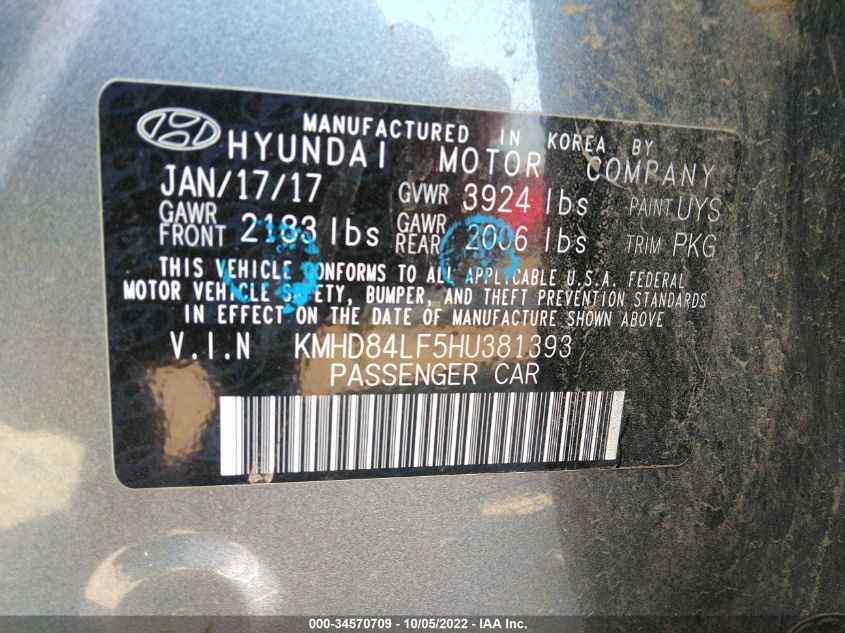 MANUFACTURED IN KOREA BY
HYUNDAI MOTOR COMPANY
JAN/17/17 GVWR 3924 lbs PAINT UYS
GAWR FRONT 2183 lbs GAWR REAR 2006 lbs TRIM PKG
THIS VEHICLE CONFORMS TO ALL APPLICABLE U.S.A. FEDERAL
MOTOR VEHICLE SAFETY, BUMPER, AND THEFT PREVENTION STANDARDS
IN EFFECT ON THE DATE OF MANUFACTURE SHOWN ABOVE
V.I.N KMHD84LF5HU381393
PASSENGER CAR
000-34570709 - 10/05/2022 - IAA Inc.